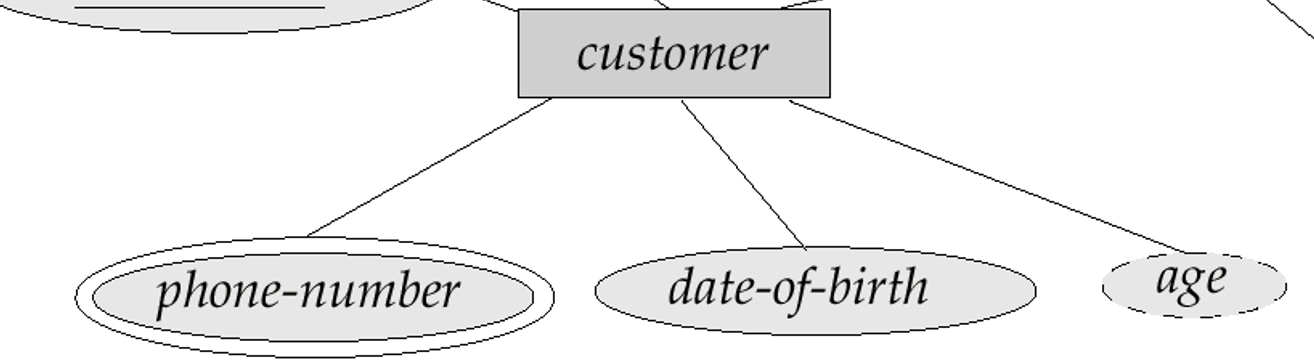 customer
phone-number
date-of-birth
age